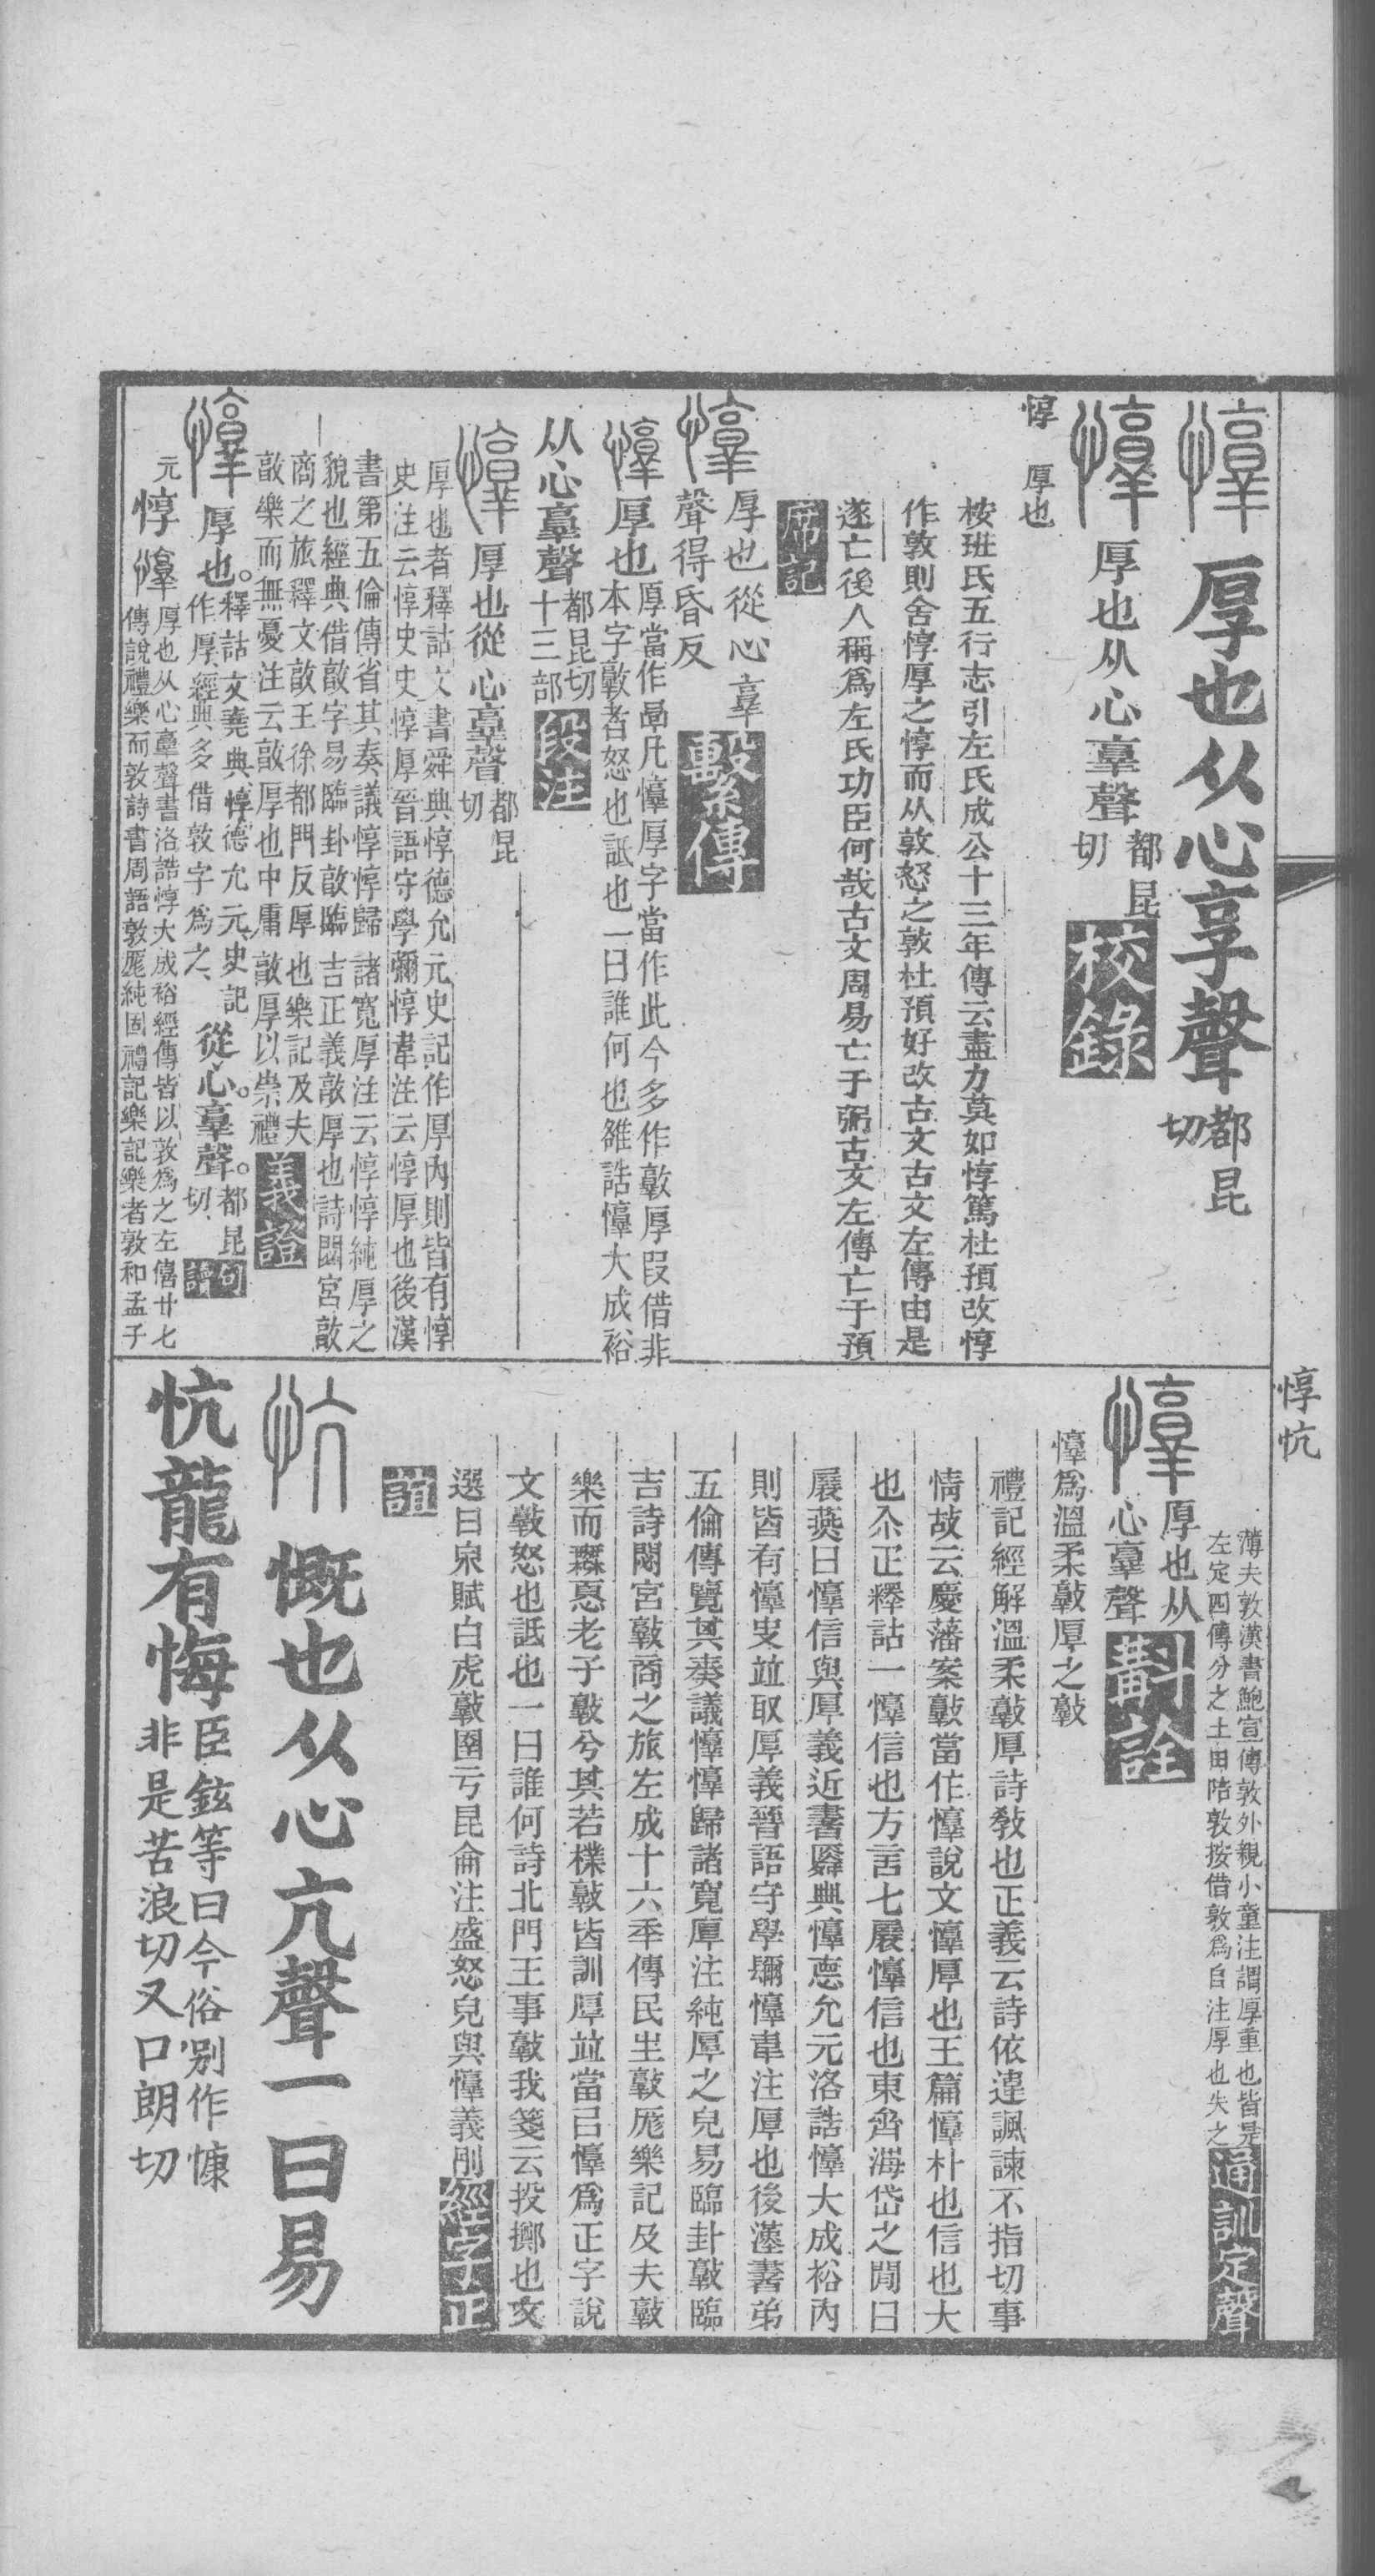 惇 厚也从心享聲都昆切
惇 厚也从心𦎫聲都昆切 校錄
惇 厚也
桉班氏五行志引左氏成公十三年傳云盡力莫如惇篤杜預改惇
作敦則舍惇厚之惇而从敦怒之敦杜預好改古文古文左傳由是
遂亡後人稱爲左氏功臣何哉古文周易亡于弼古文左傳亡于預
席記
惇 厚也從心𦎫聲得昏反 繫傳
惇 厚也厚當作㫗凡惇厚字當作此今多作敦厚叚借非
本字敦者怒也詆也一曰誰何也雒誥惇大成裕
从心𦎫聲都昆切十三部 段注
惇 厚也從心𦎫聲都昆切
厚也者釋詁文書舜典惇德允元史記作厚內則皆有惇
史注云惇史史惇厚晉語守學彌惇韋注云惇厚也後漢
書第五倫傳省其奏議惇惇歸諸寬厚注云惇惇純厚之
貌也經典借敦字易臨卦敦臨吉正義敦厚也詩閟宮敦
商之旅釋文敦王徐都門反厚也樂記及夫
敦樂而無憂注云敦厚也中庸敦厚以崇禮 義證
惇 厚也。釋詁文堯典惇德允元、史記作厚、經典多借敦字爲之、從心。𦎫聲。都昆切、 句讀
元 惇 惇 厚也从心𦎫聲書洛誥惇大成裕經傳皆以敦爲之左僖廿七
傳說禮樂而敦詩書周語敦厖純固禮記樂記樂者敦和孟子
惇忼
薄夫敦漢書鮑宣傳敦外親小童注謂厚重也皆是
左定四傳分之土田陪敦按借敦爲自注厚也失之 通訓定聲
惇 厚也从心𦎫聲 斠詮
惇爲溫柔敦厚之敦
禮記經解溫柔敦厚詩敎也正義云詩依違諷諫不指切事
情故云慶藩案敦當作惇說文惇厚也玉篇惇朴也信也大
也尒疋釋詁一惇信也方言七展惇信也東齊海岱之閒曰
展燕曰惇信與厚義近書舜典惇悳允元洛誥惇大成裕內
則皆有惇史竝取厚義晉語守學彌惇韋注厚也後漢書弟
五倫傳覽其奏議惇惇歸諸寬厚注純厚之皃易臨卦敦臨
吉詩閟宮敦商之旅左成十六年傳民生敦厖樂記及夫敦
樂而無㥑老子敦兮其若樸敦皆訓厚竝當㠯惇爲正字說
文敦怒也詆也一曰誰何詩北門王事敦我箋云投擲也文
選曰泉賦白虎敦圉亏昆侖注盛怒皃與惇義別 經字正
誼
忼 慨也从心亢聲一曰易
忼龍有悔臣鉉等曰今俗別作慷
非是苦浪切又口朗切